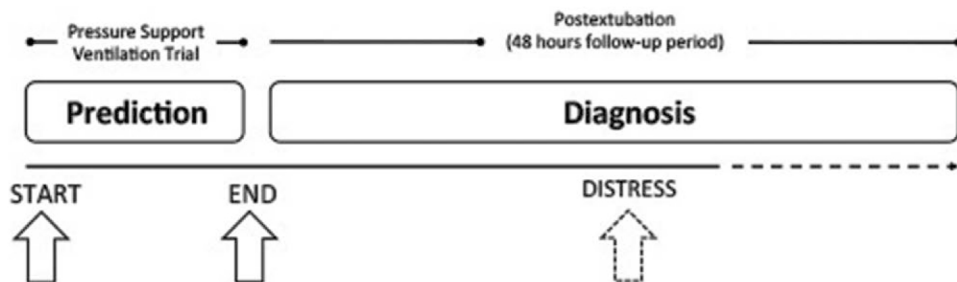 Pressure Support
Ventilation Trial
Postextubation
(48 hours follow-up period)
Prediction
Diagnosis
START
END
DISTRESS